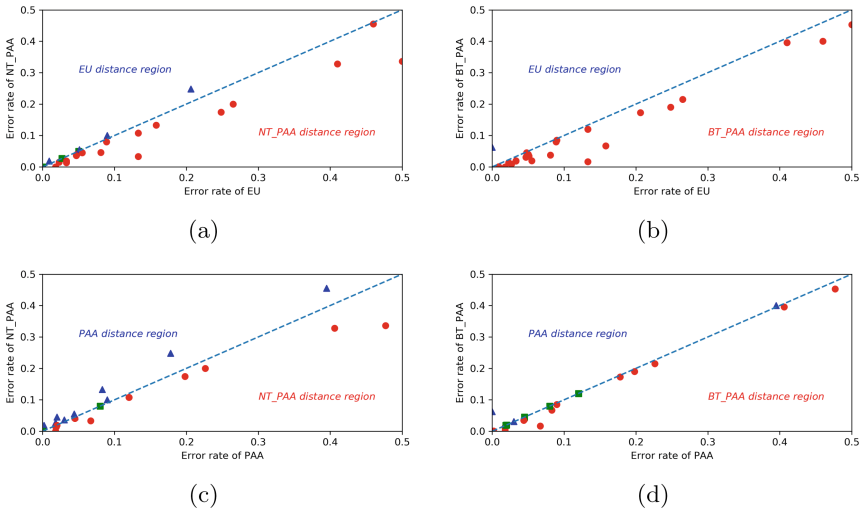 0.5
0.4
0.3
0.2
0.1
0.0
Error rate of NT_PAA
EU distance region
NT_PAA distance region
0.0 0.1 0.2 0.3 0.4 0.5
Error rate of EU
(a)
0.5
0.4
0.3
0.2
0.1
0.0
Error rate of BT_PAA
EU distance region
BT_PAA distance region
0.0 0.1 0.2 0.3 0.4 0.5
Error rate of EU
(b)
0.5
0.4
0.3
0.2
0.1
0.0
Error rate of NT_PAA
PAA distance region
NT_PAA distance region
0.0 0.1 0.2 0.3 0.4 0.5
Error rate of PAA
(c)
0.5
0.4
0.3
0.2
0.1
0.0
Error rate of BT_PAA
PAA distance region
BT_PAA distance region
0.0 0.1 0.2 0.3 0.4 0.5
Error rate of PAA
(d)